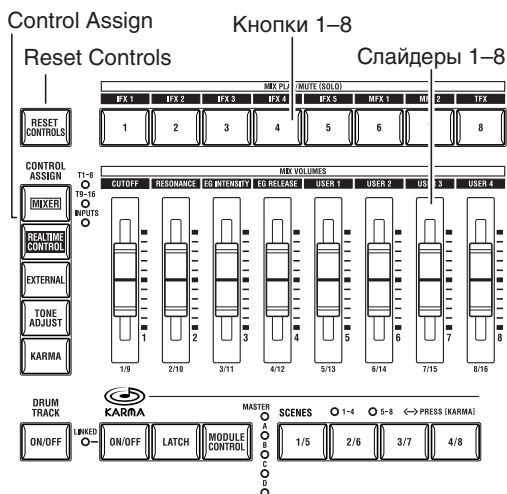 Control Assign
Кнопки 1–8
Reset Controls
Слайдеры 1–8
MIX PLAY/MUTE (SOLO)
IFX 1 IFX 2 IFX 3 IFX 4 IFX 5 MFX 1 MFX 2 TFX
RESET CONTROLS
1 2 3 4 5 6 7 8
CONTROL ASSIGN
T1-8
T9-16
INPUTS
MIX VOLUMES
CUTOFF RESONANCE EG INTENSITY EG RELEASE USER 1 USER 2 USER 3 USER 4
MIXER
REALTIME CONTROL
EXTERNAL
TONE ADJUST
KARMA
1 2 3 4 5 6 7 8
1/9 2/10 3/11 4/12 5/13 6/14 7/15 8/16
DRUM TRACK
KARMA
MASTER
A
B
C
D
SCENES 1-4 5-8 <--> PRESS [KARMA]
ON/OFF
LINKED
ON/OFF LATCH MODULE CONTROL
1/5 2/6 3/7 4/8